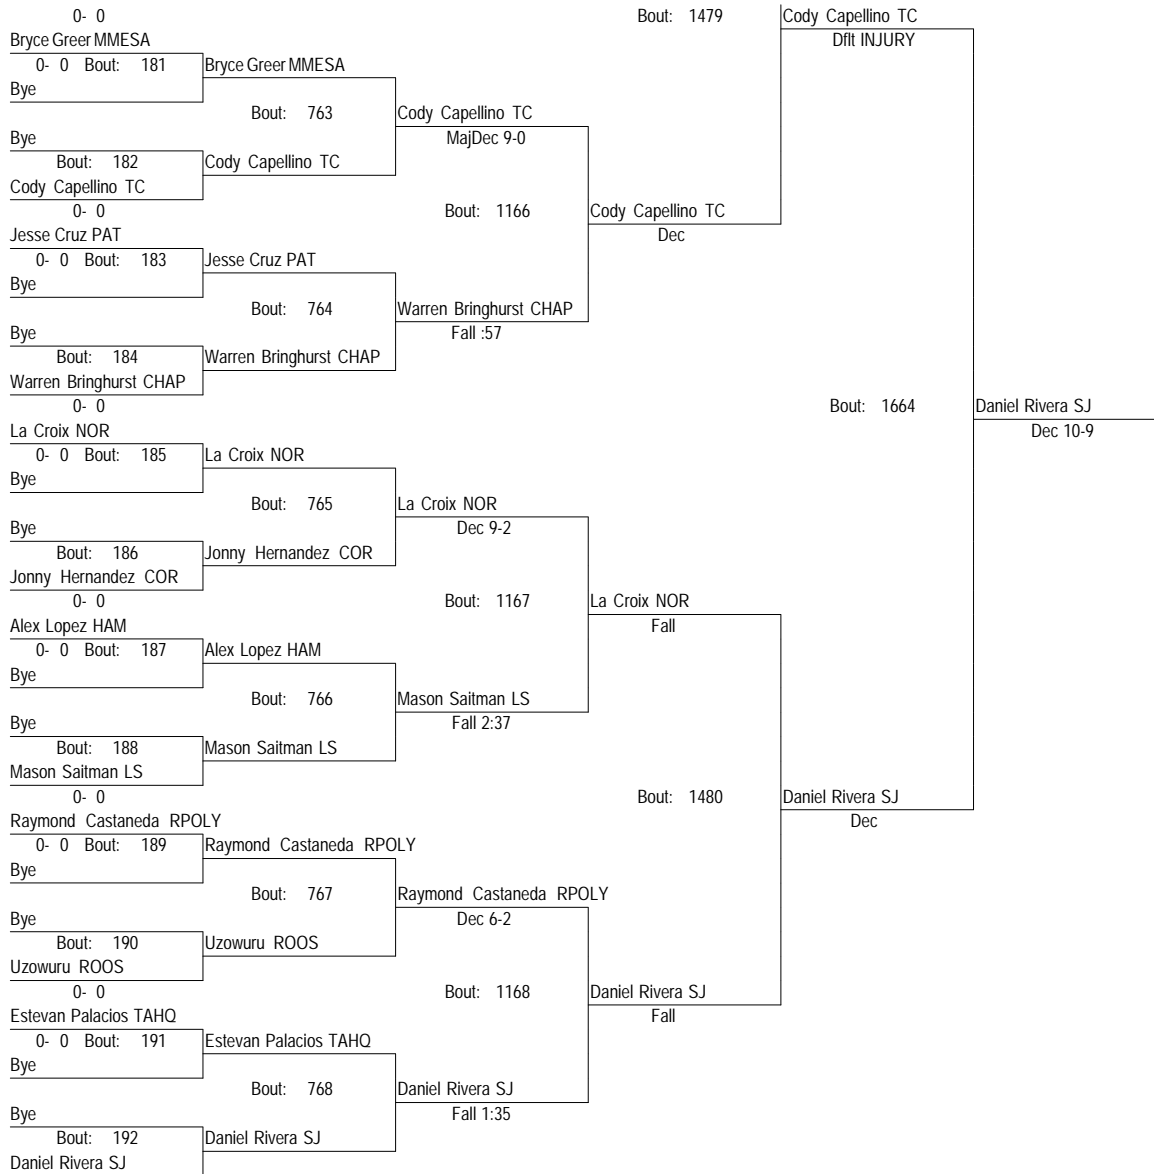 0- 0
Bout: 1479
Cody Capellino TC
Bryce Greer MMESA
Dflt INJURY
0- 0 Bout: 181
Bryce Greer MMESA
Bye
Bout: 763
Cody Capellino TC
Bye
MajDec 9-0
Bout: 182
Cody Capellino TC
Cody Capellino TC
0- 0
Bout: 1166
Cody Capellino TC
Jesse Cruz PAT
Dec
0- 0 Bout: 183
Jesse Cruz PAT
Bye
Bout: 764
Warren Bringhurst CHAP
Bye
Fall :57
Bout: 184
Warren Bringhurst CHAP
Warren Bringhurst CHAP
0- 0
Bout: 1664
Daniel Rivera SJ
La Croix NOR
Dec 10-9
0- 0 Bout: 185
La Croix NOR
Bye
Bout: 765
La Croix NOR
Bye
Dec 9-2
Bout: 186
Jonny Hernandez COR
Jonny Hernandez COR
0- 0
Bout: 1167
La Croix NOR
Alex Lopez HAM
Fall
0- 0 Bout: 187
Alex Lopez HAM
Bye
Bout: 766
Mason Saitman LS
Bye
Fall 2:37
Bout: 188
Mason Saitman LS
Mason Saitman LS
0- 0
Bout: 1480
Daniel Rivera SJ
Raymond Castaneda RPOLY
Dec
0- 0 Bout: 189
Raymond Castaneda RPOLY
Bye
Bout: 767
Raymond Castaneda RPOLY
Bye
Dec 6-2
Bout: 190
Uzowuru ROOS
Uzowuru ROOS
0- 0
Bout: 1168
Daniel Rivera SJ
Estevan Palacios TAHQ
Fall
0- 0 Bout: 191
Estevan Palacios TAHQ
Bye
Bout: 768
Daniel Rivera SJ
Bye
Fall 1:35
Bout: 192
Daniel Rivera SJ
Daniel Rivera SJ